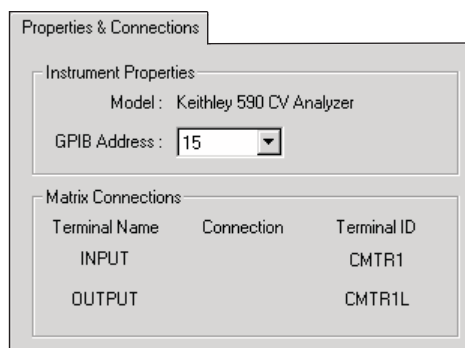 Properties & Connections
Instrument Properties
Model : Keithley 590 CV Analyzer
GPIB Address : 15
Matrix Connections
Terminal Name Connection Terminal ID
INPUT CMTR1
OUTPUT CMTR1L